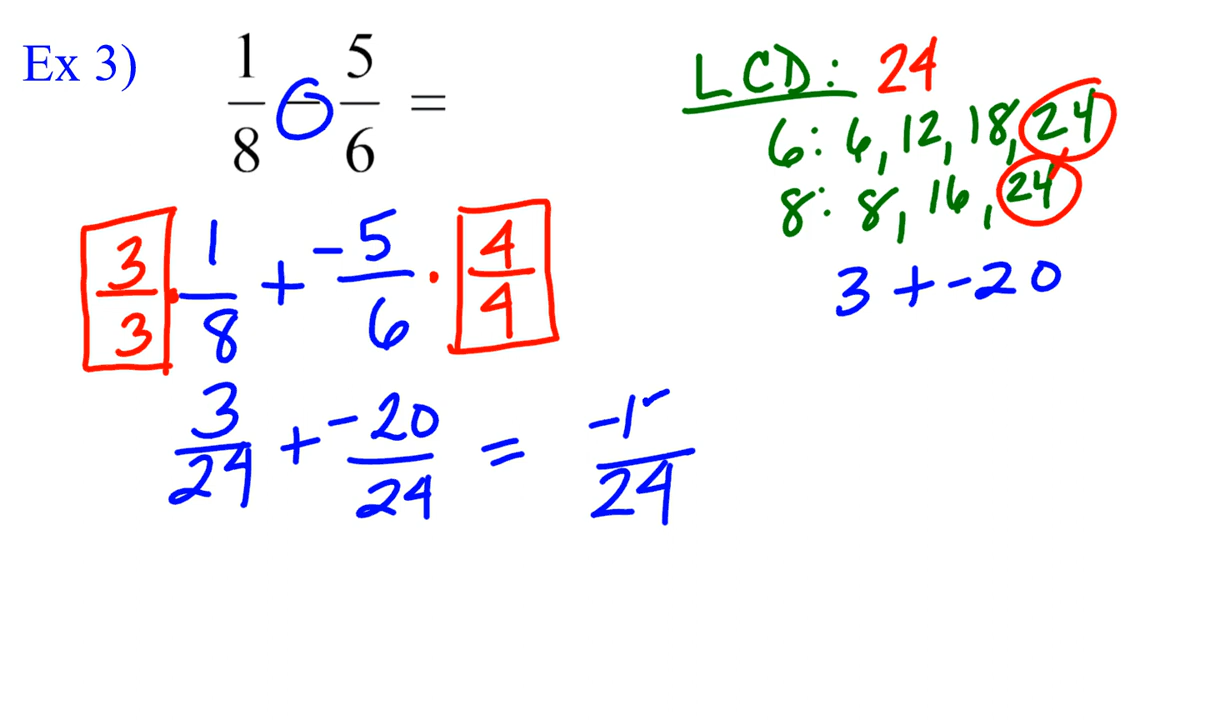 Ex 3) 1/8 - 5/6 =
LCD: 24
6: 6, 12, 18, 24
8: 8, 16, 24
3/3 · 1/8 + -5/6 · 4/4
3 + -20
3/24 + -20/24 = -1 /24